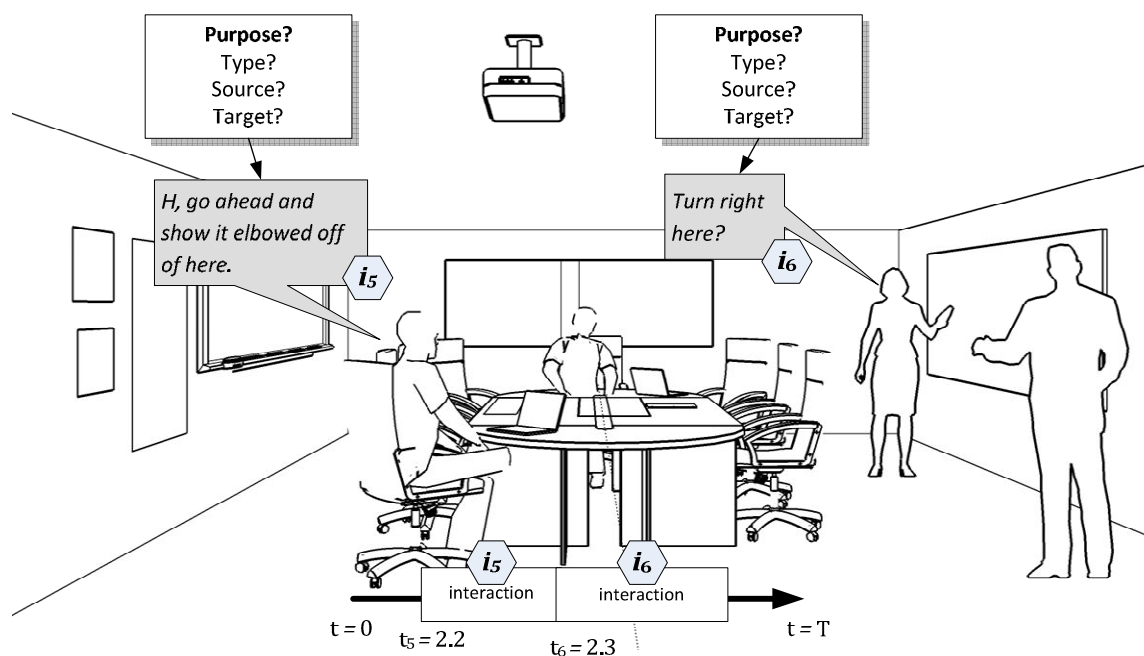 Purpose?
Type?
Source?
Target?
Purpose?
Type?
Source?
Target?
H, go ahead and
show it elbowed off
of here.
i5
Turn right
here?
i6
i5
interaction
i6
interaction
t = 0
t5 = 2.2
t6 = 2.3
t = T